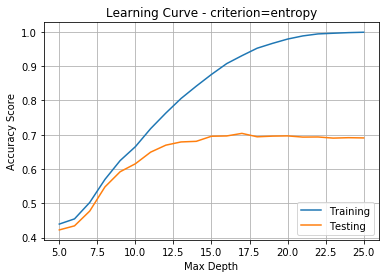 Learning Curve - criterion=entropy
1.0
0.9
0.8
0.7
0.6
0.5
0.4
Accuracy Score
5.0 7.5 10.0 12.5 15.0 17.5 20.0 22.5 25.0
Max Depth
Training
Testing